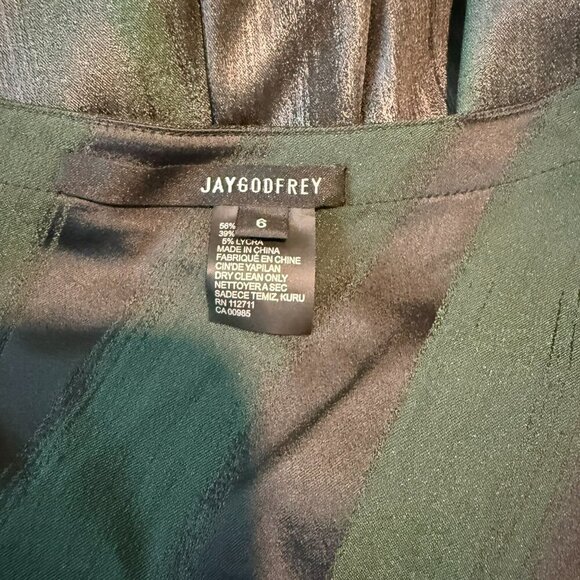 JAYGODFREY
6
56%
39%
5% LYCRA
MADE IN CHINA
FABRIQUÉ EN CHINE
CIN'DE YAPILAN
DRY CLEAN ONLY
NETTOYER A SEC
SADECE TEMIZ, KURU
RN 112711
CA 00985